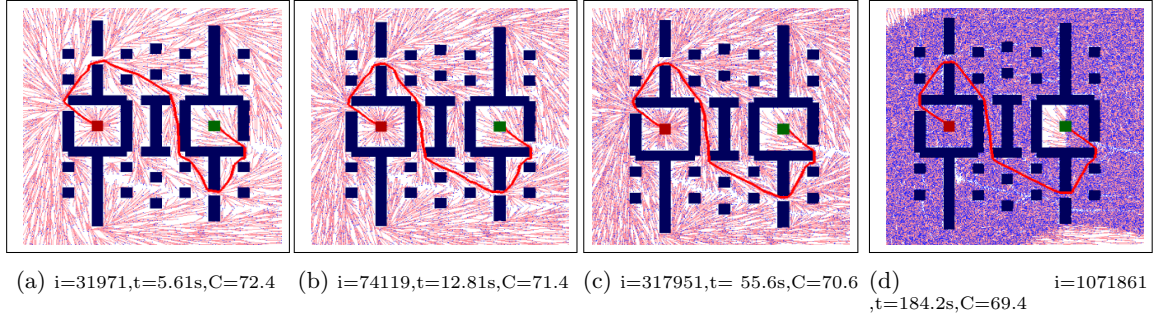 (a) i=31971,t=5.61s,C=72.4
(b) i=74119,t=12.81s,C=71.4
(c) i=317951,t= 55.6s,C=70.6
(d) i=1071861
,t=184.2s,C=69.4